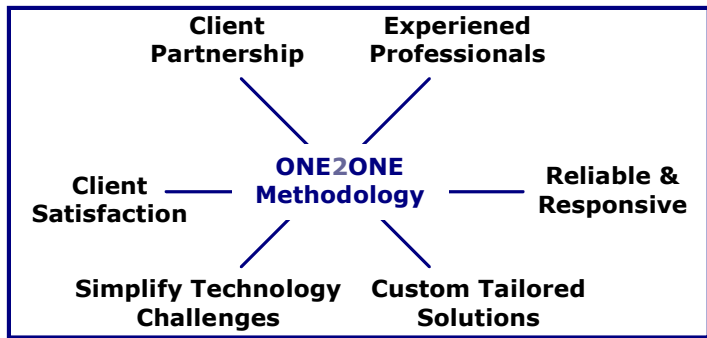 Client
Partnership
Experiened
Professionals
ONE2ONE
Methodology
Client
Satisfaction
Reliable &
Responsive
Simplify Technology
Challenges
Custom Tailored
Solutions